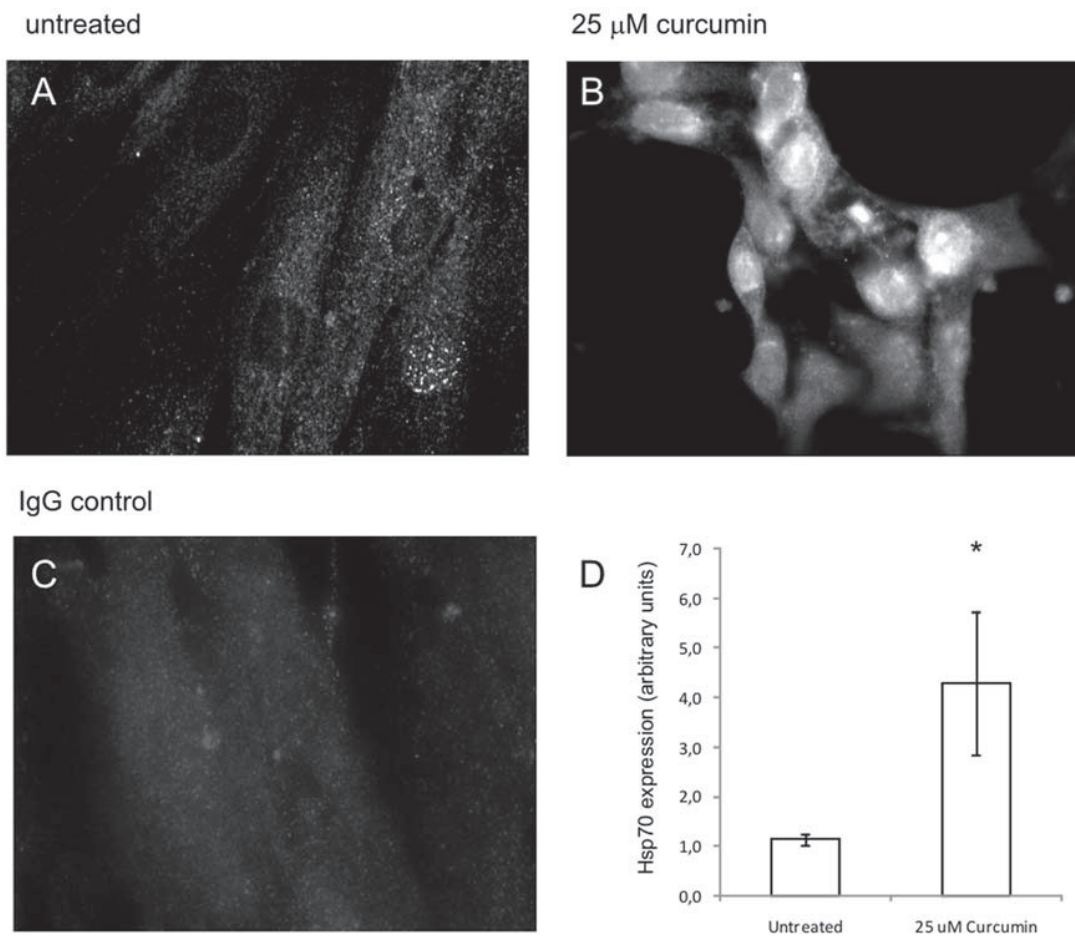 untreated
25 μM curcumin
A
B
IgG control
C
D
*
Hsp70 expression (arbitrary units)
7,0
6,0
5,0
4,0
3,0
2,0
1,0
0,0
Untreated
25 uM Curcumin